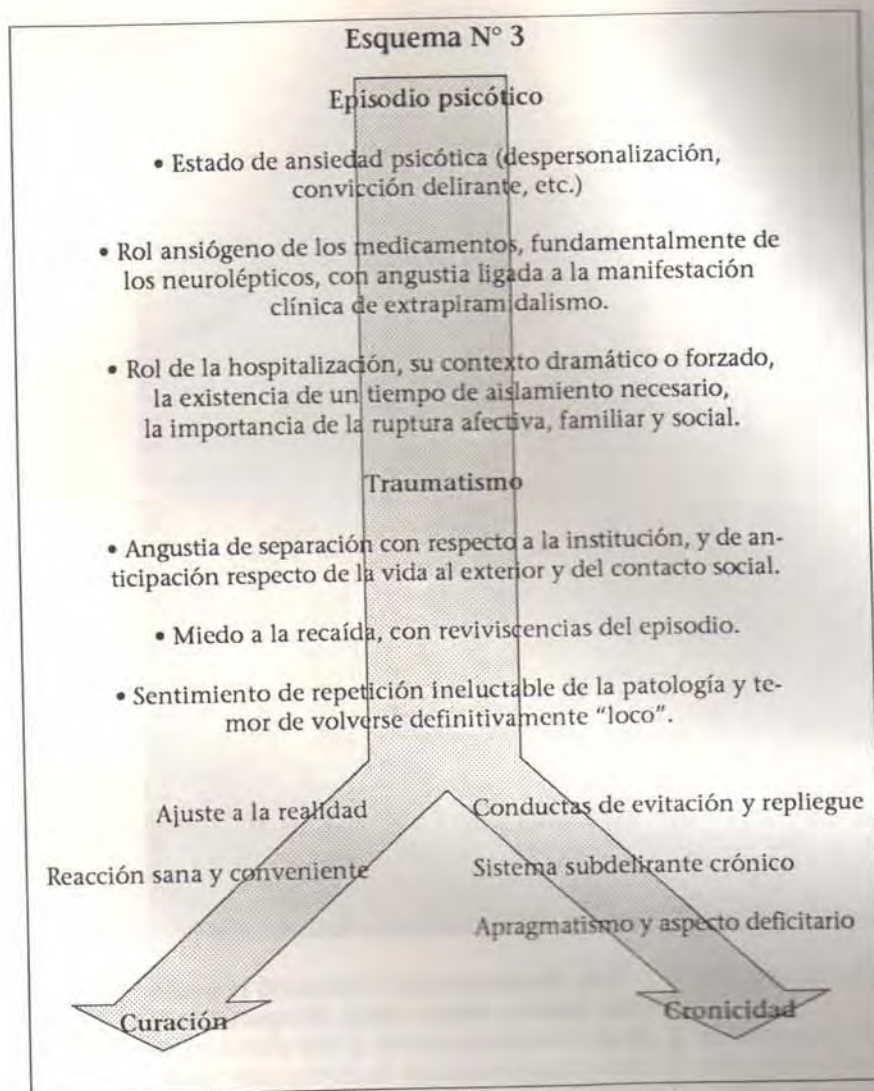 Esquema N° 3
Episodio psicótico
• Estado de ansiedad psicótica (despersonalización,
convicción delirante, etc.)
• Rol ansiógeno de los medicamentos, fundamentalmente de
los neurolépticos, con angustia ligada a la manifestación
clínica de extrapiramidalismo.
• Rol de la hospitalización, su contexto dramático o forzado,
la existencia de un tiempo de aislamiento necesario,
la importancia de la ruptura afectiva, familiar y social.
Traumatismo
• Angustia de separación con respecto a la institución, y de an-
ticipación respecto de la vida al exterior y del contacto social.
• Miedo a la recaída, con reviviscencias del episodio.
• Sentimiento de repetición ineluctable de la patología y te-
mor de volverse definitivamente "loco".
Ajuste a la realidad
Reacción sana y conveniente
Curación
Conductas de evitación y repliegue
Sistema subdelirante crónico
Apragmatismo y aspecto deficitario
Cronicidad